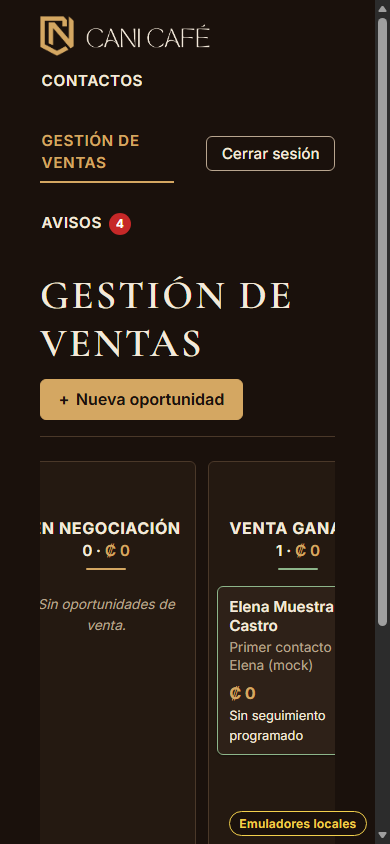 CANI CAFÉ
CONTACTOS
GESTIÓN DE
VENTAS
Cerrar sesión
AVISOS 4
GESTIÓN DE
VENTAS
+ Nueva oportunidad
EN NEGOCIACIÓN
0 · ₡ 0
Sin oportunidades de
venta.
VENTA GANA
1 · ₡ 0
Elena Muestra
Castro
Primer contacto
Elena (mock)
₡ 0
Sin seguimiento
programado
Emuladores locales